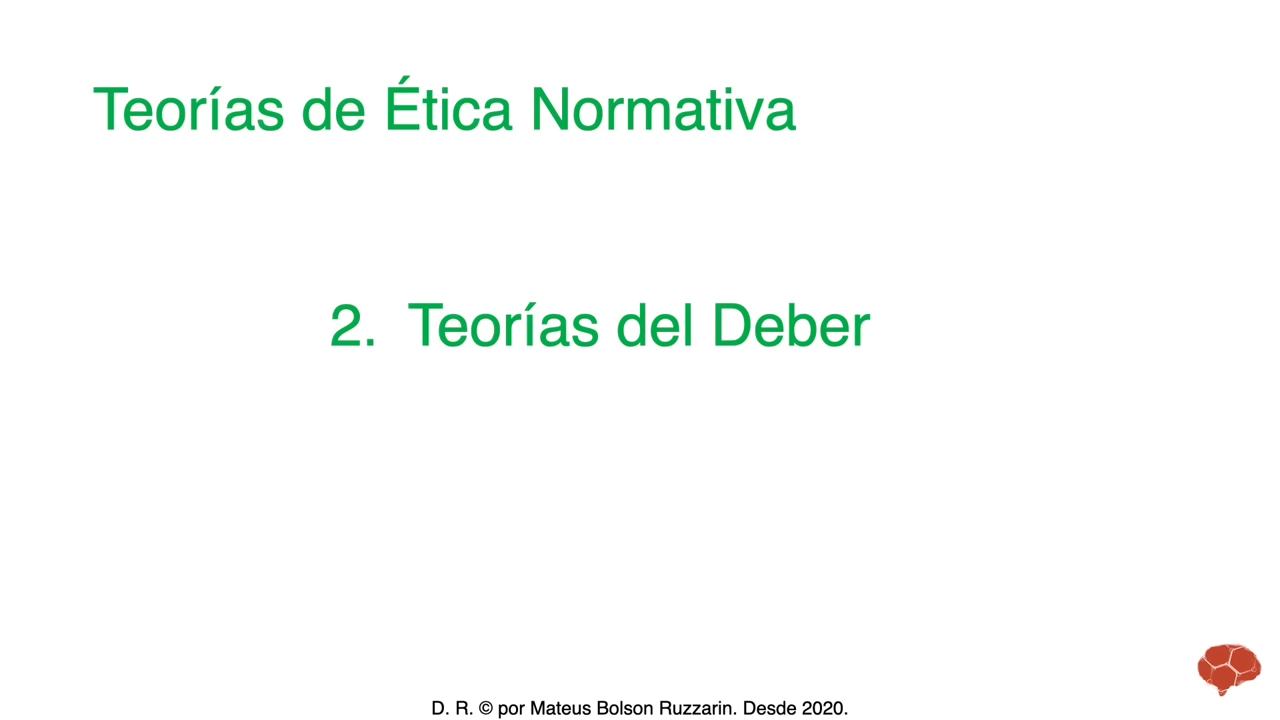 Teorías de Ética Normativa
2. Teorías del Deber
D. R. © por Mateus Bolson Ruzzarin. Desde 2020.